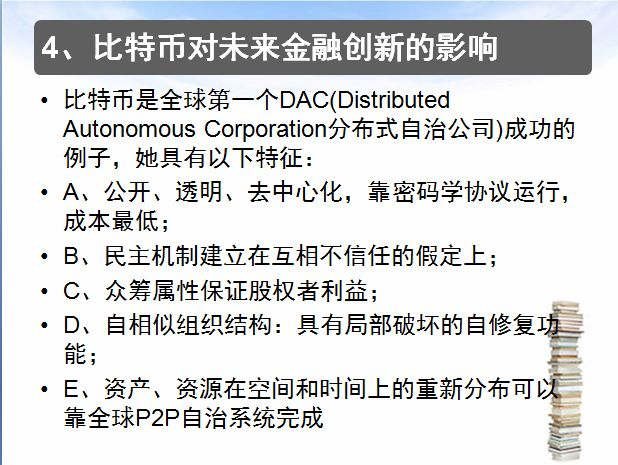 4、比特币对未来金融创新的影响
• 比特币是全球第一个DAC(Distributed
Autonomous Corporation分布式自治公司)成功的
例子，她具有以下特征：
• A、公开、透明、去中心化，靠密码学协议运行，
成本最低；
• B、民主机制建立在互相不信任的假定上；
• C、众筹属性保证股权者利益；
• D、自相似组织结构：具有局部破坏的自修复功
能；
• E、资产、资源在空间和时间上的重新分布可以
靠全球P2P自治系统完成